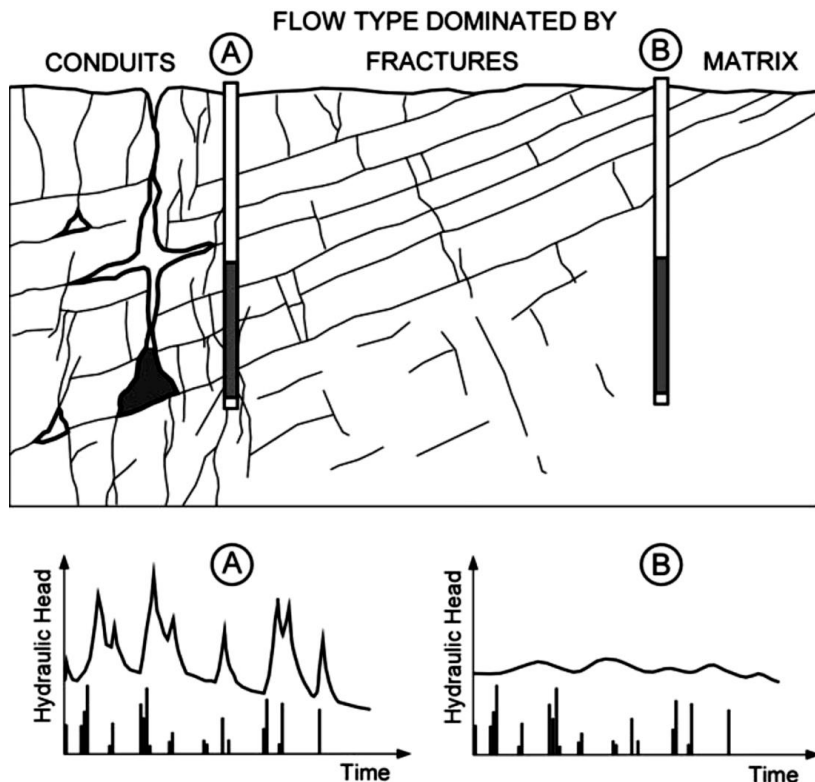 FLOW TYPE DOMINATED BY
CONDUITS A FRACTURES B MATRIX
A
Hydraulic Head
Time
B
Hydraulic Head
Time